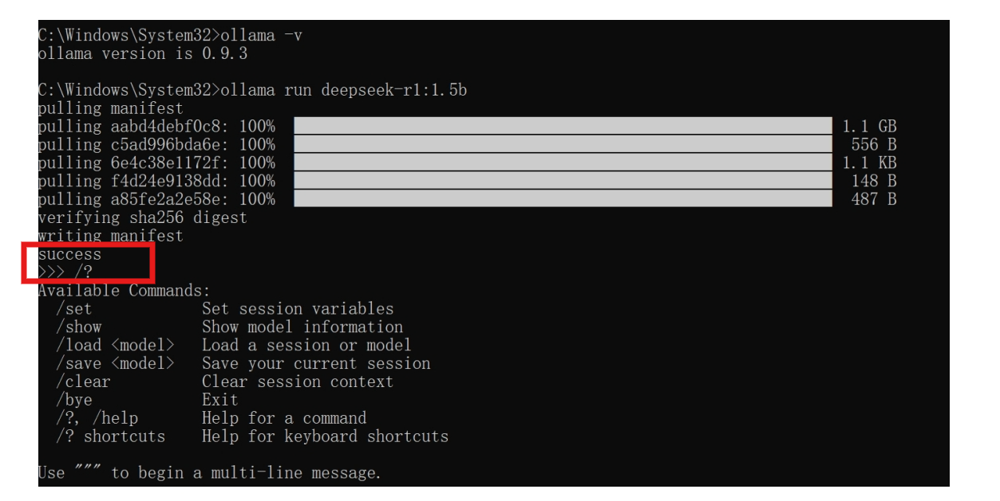 C:\Windows\System32>ollama -v
ollama version is 0.9.3
C:\Windows\System32>ollama run deepseek-r1:1.5b
pulling manifest
pulling aabd4debf0c8: 100% 1.1 GB
pulling c5ad996bda6e: 100% 556 B
pulling 6e4c38e1172f: 100% 1.1 KB
pulling f4d24e9138dd: 100% 148 B
pulling a85fe2a2e58e: 100% 487 B
verifying sha256 digest
writing manifest
success
>>> /?
Available Commands:
/set Set session variables
/show Show model information
/load <model> Load a session or model
/save <model> Save your current session
/clear Clear session context
/bye Exit
/?, /help Help for a command
/? shortcuts Help for keyboard shortcuts
Use """ to begin a multi-line message.